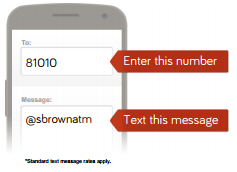 To:
81010
Enter this number
Message:
@sbrownatm
Text this message
*Standard text message rates apply.